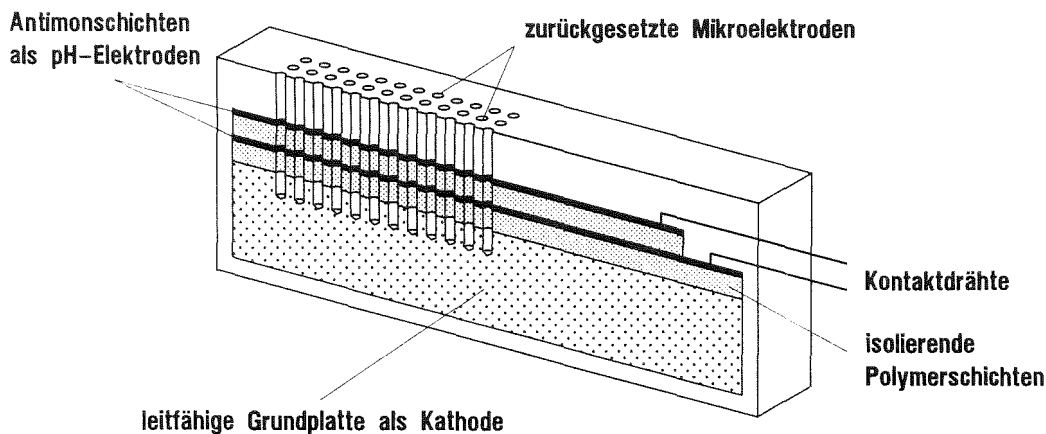 Antimonschichten
als pH-Elektroden
zurückgesetzte Mikroelektroden
Kontaktdrähte
isolierende
Polymerschichten
leitfähige Grundplatte als Kathode